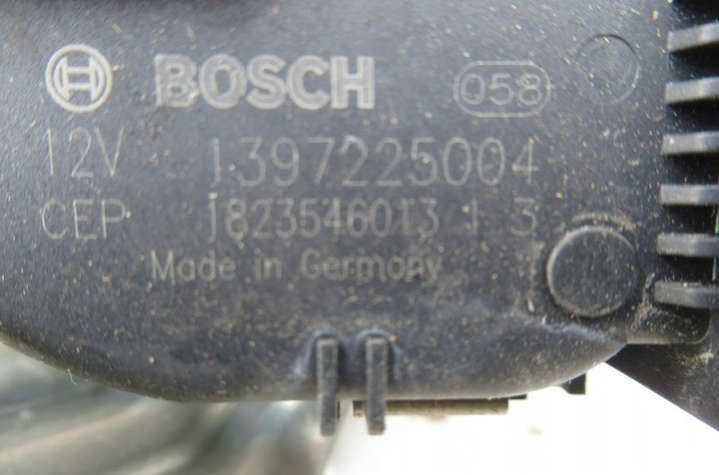 BOSCH 058
12V 1397225004
CEP 1823546013 1 3
Made in Germany